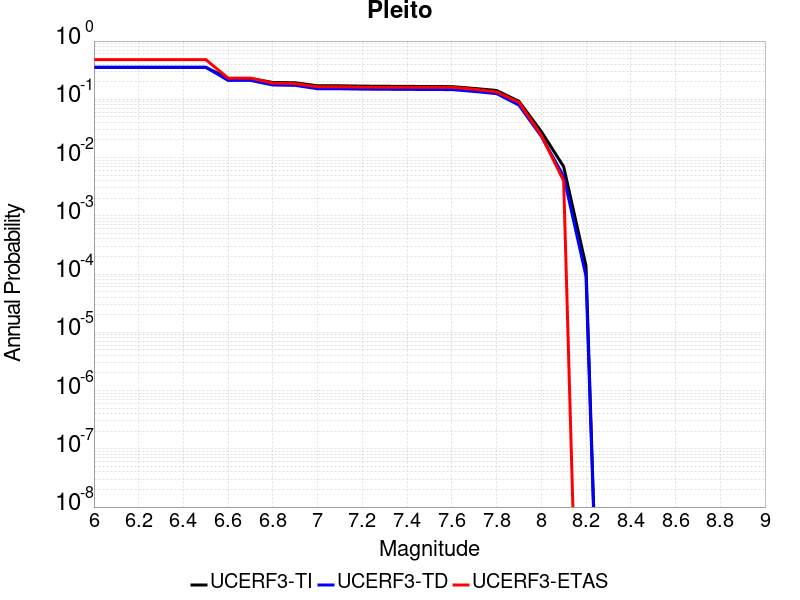 Pleito
10^0
10^-1
10^-2
10^-3
10^-4
10^-5
10^-6
10^-7
10^-8
Annual Probability
6 6.2 6.4 6.6 6.8 7 7.2 7.4 7.6 7.8 8 8.2 8.4 8.6 8.8 9
Magnitude
UCERF3-TI UCERF3-TD UCERF3-ETAS